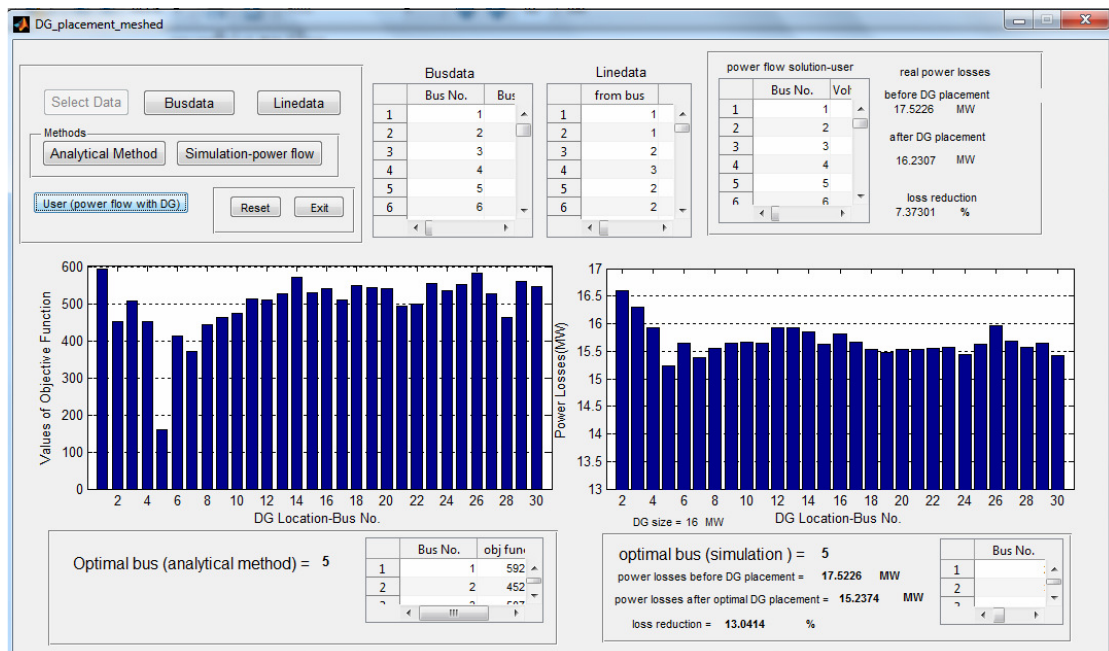 DG_placement_meshed
Select Data
Busdata
Linedata
Methods
Analytical Method
Simulation-power flow
User (power flow with DG)
Reset
Exit
Busdata
Bus No.
1 1
2 2
3 3
4 4
5 5
6 6
Linedata
from bus
1 1
2 1
3 2
4 3
5 2
6 2
power flow solution-user
Bus No.
1 1
2 2
3 3
4 4
5 5
6 6
real power losses
before DG placement
17.5226 MW
after DG placement
16.2307 MW
loss reduction
7.37301 %
Values of Objective Function
600
500
400
300
200
100
0
2 4 6 8 10 12 14 16 18 20 22 24 26 28 30
DG Location-Bus No.
Power Losses(MW)
17
16.5
16
15.5
15
14.5
14
13.5
13
2 4 6 8 10 12 14 16 18 20 22 24 26 28 30
DG size = 16 MW
DG Location-Bus No.
Optimal bus (analytical method) = 5
Bus No. obj func
1 1 592
2 2 452
optimal bus (simulation ) = 5
power losses before DG placement = 17.5226 MW
power losses after optimal DG placement = 15.2374 MW
loss reduction = 13.0414 %
Bus No.
1
2